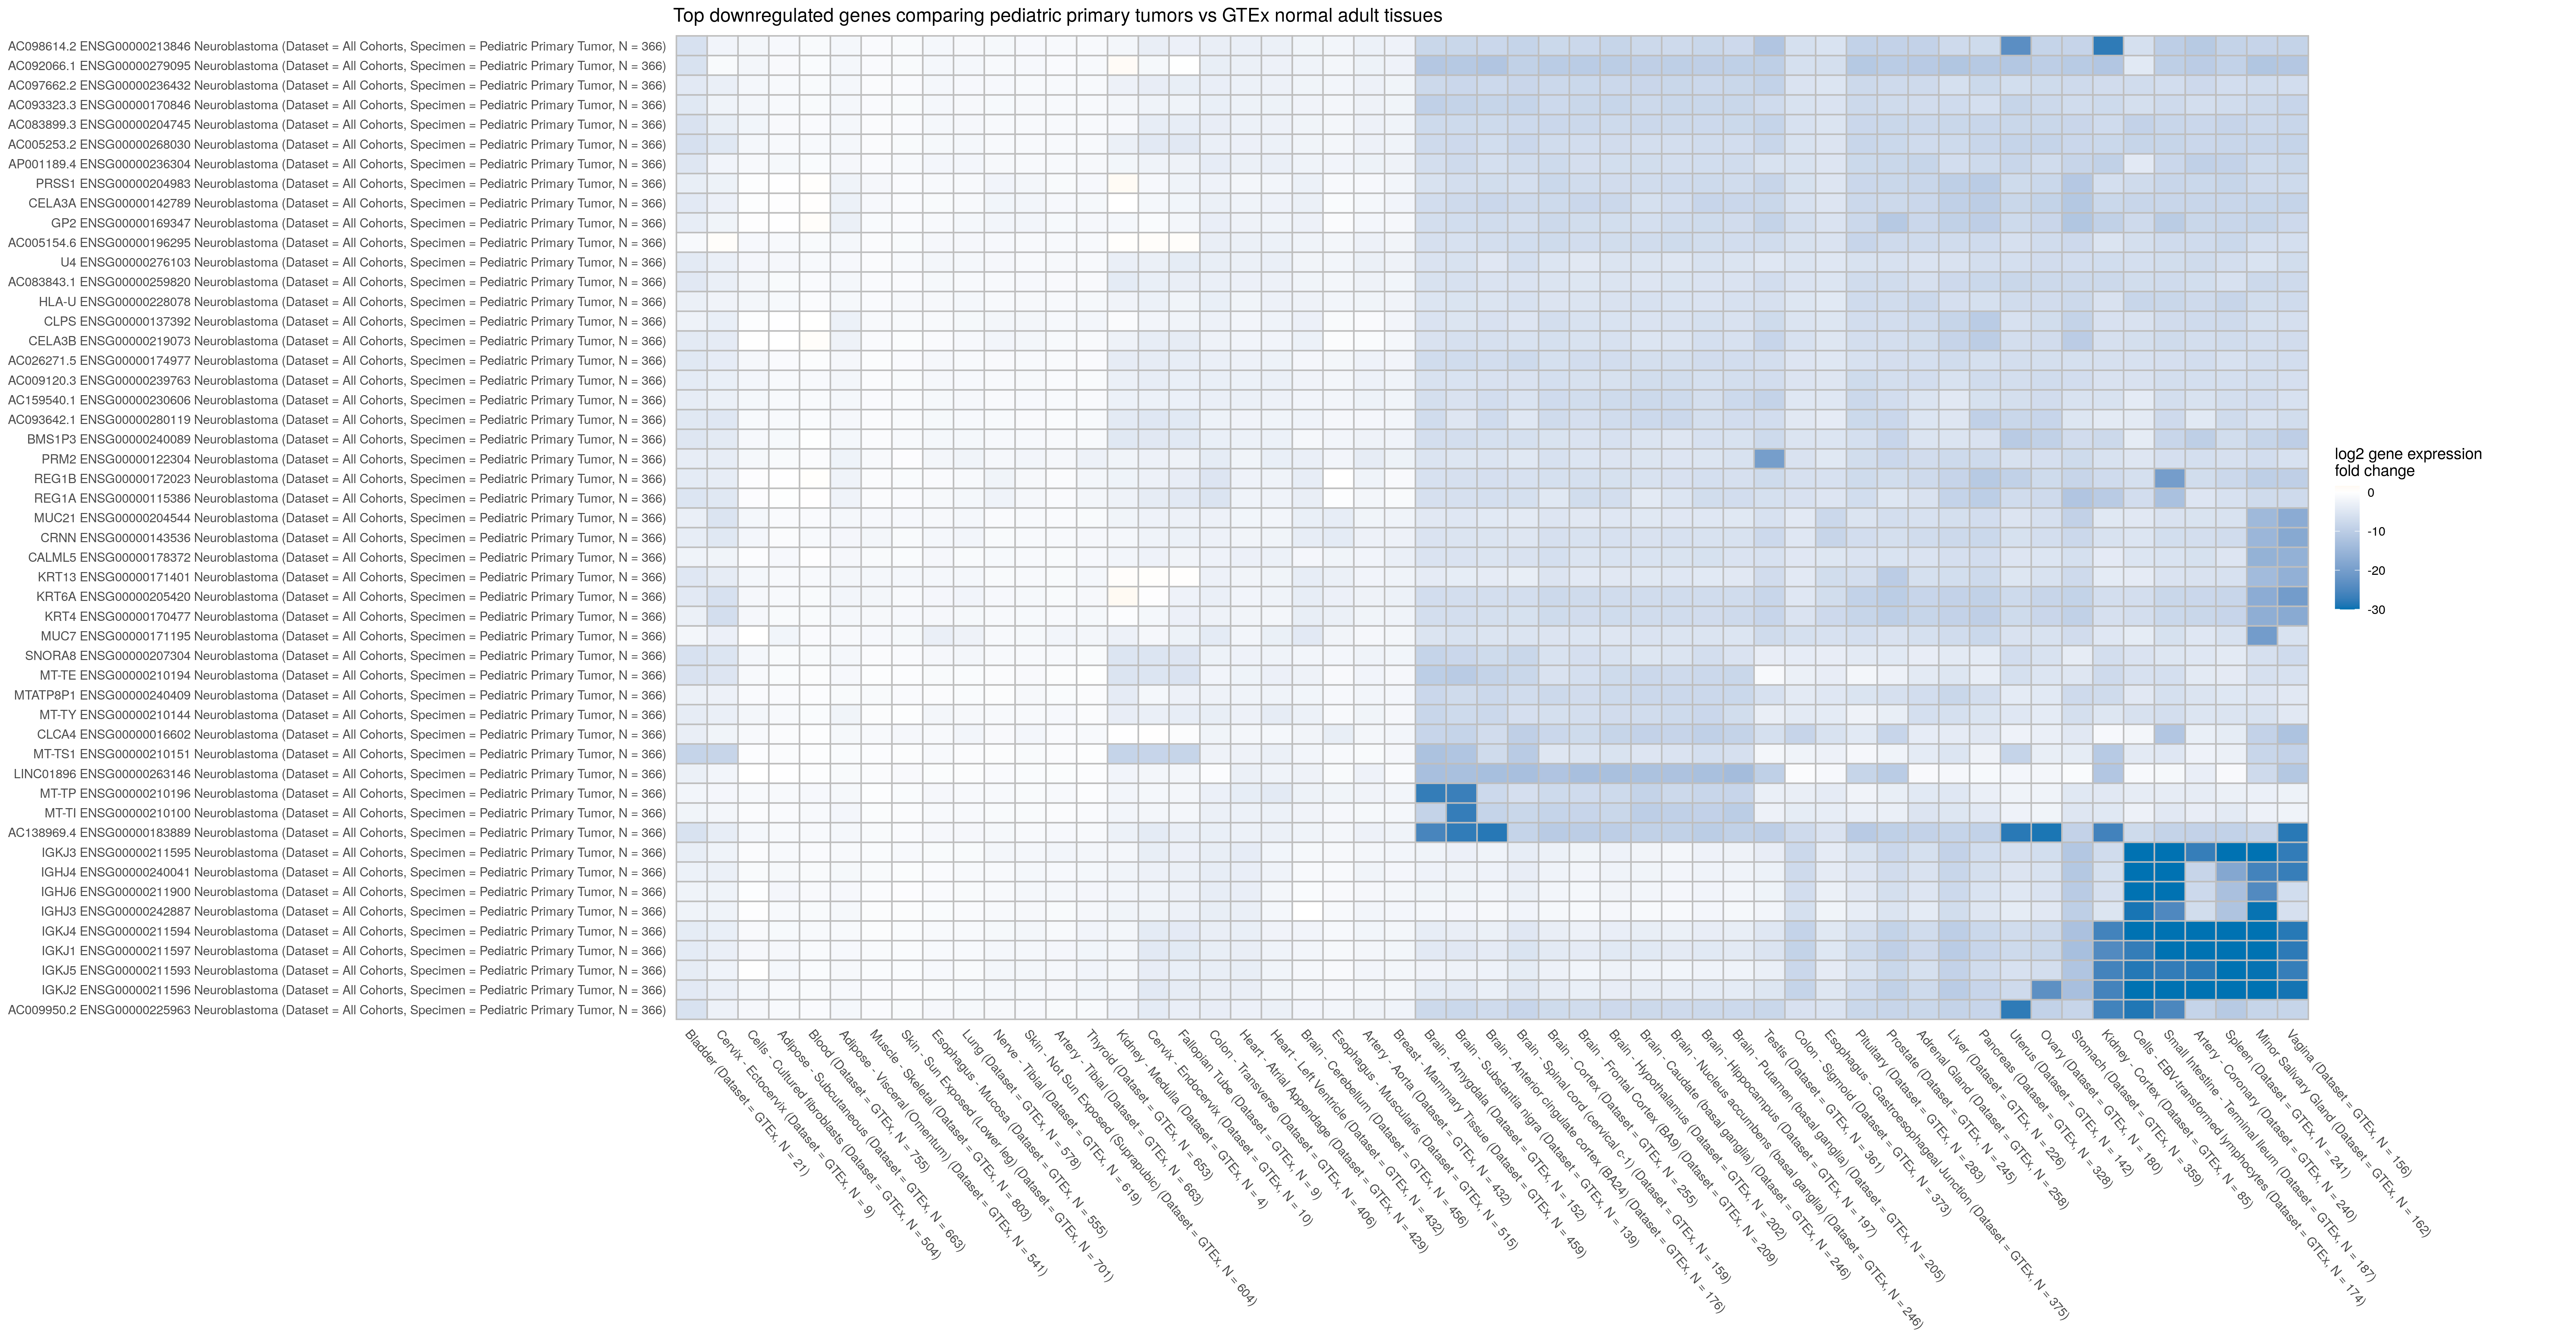 Top downregulated genes comparing pediatric primary tumors vs GTEx normal adult tissues
AC098614.2 ENSG00000213846 Neuroblastoma (Dataset = All Cohorts, Specimen = Pediatric Primary Tumor, N = 366)
AC092066.1 ENSG00000279095 Neuroblastoma (Dataset = All Cohorts, Specimen = Pediatric Primary Tumor, N = 366)
AC097662.2 ENSG00000236432 Neuroblastoma (Dataset = All Cohorts, Specimen = Pediatric Primary Tumor, N = 366)
AC093323.3 ENSG00000170846 Neuroblastoma (Dataset = All Cohorts, Specimen = Pediatric Primary Tumor, N = 366)
AC083899.3 ENSG00000204745 Neuroblastoma (Dataset = All Cohorts, Specimen = Pediatric Primary Tumor, N = 366)
AC005253.2 ENSG00000268030 Neuroblastoma (Dataset = All Cohorts, Specimen = Pediatric Primary Tumor, N = 366)
AP001189.4 ENSG00000236304 Neuroblastoma (Dataset = All Cohorts, Specimen = Pediatric Primary Tumor, N = 366)
PRSS1 ENSG00000204983 Neuroblastoma (Dataset = All Cohorts, Specimen = Pediatric Primary Tumor, N = 366)
CELA3A ENSG00000142789 Neuroblastoma (Dataset = All Cohorts, Specimen = Pediatric Primary Tumor, N = 366)
GP2 ENSG00000169347 Neuroblastoma (Dataset = All Cohorts, Specimen = Pediatric Primary Tumor, N = 366)
AC005154.6 ENSG00000196295 Neuroblastoma (Dataset = All Cohorts, Specimen = Pediatric Primary Tumor, N = 366)
U4 ENSG00000276103 Neuroblastoma (Dataset = All Cohorts, Specimen = Pediatric Primary Tumor, N = 366)
AC083843.1 ENSG00000259820 Neuroblastoma (Dataset = All Cohorts, Specimen = Pediatric Primary Tumor, N = 366)
HLA-U ENSG00000228078 Neuroblastoma (Dataset = All Cohorts, Specimen = Pediatric Primary Tumor, N = 366)
CLPS ENSG00000137392 Neuroblastoma (Dataset = All Cohorts, Specimen = Pediatric Primary Tumor, N = 366)
CELA3B ENSG00000219073 Neuroblastoma (Dataset = All Cohorts, Specimen = Pediatric Primary Tumor, N = 366)
AC026271.5 ENSG00000174977 Neuroblastoma (Dataset = All Cohorts, Specimen = Pediatric Primary Tumor, N = 366)
AC009120.3 ENSG00000239763 Neuroblastoma (Dataset = All Cohorts, Specimen = Pediatric Primary Tumor, N = 366)
AC159540.1 ENSG00000230606 Neuroblastoma (Dataset = All Cohorts, Specimen = Pediatric Primary Tumor, N = 366)
AC093642.1 ENSG00000280119 Neuroblastoma (Dataset = All Cohorts, Specimen = Pediatric Primary Tumor, N = 366)
BMS1P3 ENSG00000240089 Neuroblastoma (Dataset = All Cohorts, Specimen = Pediatric Primary Tumor, N = 366)
PRM2 ENSG00000122304 Neuroblastoma (Dataset = All Cohorts, Specimen = Pediatric Primary Tumor, N = 366)
REG1B ENSG00000172023 Neuroblastoma (Dataset = All Cohorts, Specimen = Pediatric Primary Tumor, N = 366)
REG1A ENSG00000115386 Neuroblastoma (Dataset = All Cohorts, Specimen = Pediatric Primary Tumor, N = 366)
MUC21 ENSG00000204544 Neuroblastoma (Dataset = All Cohorts, Specimen = Pediatric Primary Tumor, N = 366)
CRNN ENSG00000143536 Neuroblastoma (Dataset = All Cohorts, Specimen = Pediatric Primary Tumor, N = 366)
CALML5 ENSG00000178372 Neuroblastoma (Dataset = All Cohorts, Specimen = Pediatric Primary Tumor, N = 366)
KRT13 ENSG00000171401 Neuroblastoma (Dataset = All Cohorts, Specimen = Pediatric Primary Tumor, N = 366)
KRT6A ENSG00000205420 Neuroblastoma (Dataset = All Cohorts, Specimen = Pediatric Primary Tumor, N = 366)
KRT4 ENSG00000170477 Neuroblastoma (Dataset = All Cohorts, Specimen = Pediatric Primary Tumor, N = 366)
MUC7 ENSG00000171195 Neuroblastoma (Dataset = All Cohorts, Specimen = Pediatric Primary Tumor, N = 366)
SNORA8 ENSG00000207304 Neuroblastoma (Dataset = All Cohorts, Specimen = Pediatric Primary Tumor, N = 366)
MT-TE ENSG00000210194 Neuroblastoma (Dataset = All Cohorts, Specimen = Pediatric Primary Tumor, N = 366)
MTATP8P1 ENSG00000240409 Neuroblastoma (Dataset = All Cohorts, Specimen = Pediatric Primary Tumor, N = 366)
MT-TY ENSG00000210144 Neuroblastoma (Dataset = All Cohorts, Specimen = Pediatric Primary Tumor, N = 366)
CLCA4 ENSG00000016602 Neuroblastoma (Dataset = All Cohorts, Specimen = Pediatric Primary Tumor, N = 366)
MT-TS1 ENSG00000210151 Neuroblastoma (Dataset = All Cohorts, Specimen = Pediatric Primary Tumor, N = 366)
LINC01896 ENSG00000263146 Neuroblastoma (Dataset = All Cohorts, Specimen = Pediatric Primary Tumor, N = 366)
MT-TP ENSG00000210196 Neuroblastoma (Dataset = All Cohorts, Specimen = Pediatric Primary Tumor, N = 366)
MT-TI ENSG00000210100 Neuroblastoma (Dataset = All Cohorts, Specimen = Pediatric Primary Tumor, N = 366)
AC138969.4 ENSG00000183889 Neuroblastoma (Dataset = All Cohorts, Specimen = Pediatric Primary Tumor, N = 366)
IGKJ3 ENSG00000211595 Neuroblastoma (Dataset = All Cohorts, Specimen = Pediatric Primary Tumor, N = 366)
IGHJ4 ENSG00000240041 Neuroblastoma (Dataset = All Cohorts, Specimen = Pediatric Primary Tumor, N = 366)
IGHJ6 ENSG00000211900 Neuroblastoma (Dataset = All Cohorts, Specimen = Pediatric Primary Tumor, N = 366)
IGHJ3 ENSG00000242887 Neuroblastoma (Dataset = All Cohorts, Specimen = Pediatric Primary Tumor, N = 366)
IGKJ4 ENSG00000211594 Neuroblastoma (Dataset = All Cohorts, Specimen = Pediatric Primary Tumor, N = 366)
IGKJ1 ENSG00000211597 Neuroblastoma (Dataset = All Cohorts, Specimen = Pediatric Primary Tumor, N = 366)
IGKJ5 ENSG00000211593 Neuroblastoma (Dataset = All Cohorts, Specimen = Pediatric Primary Tumor, N = 366)
IGKJ2 ENSG00000211596 Neuroblastoma (Dataset = All Cohorts, Specimen = Pediatric Primary Tumor, N = 366)
AC009950.2 ENSG00000225963 Neuroblastoma (Dataset = All Cohorts, Specimen = Pediatric Primary Tumor, N = 366)
Bladder (Dataset = GTEx, N = 21)
Cervix - Ectocervix (Dataset = GTEx, N = 9)
Cells - Cultured fibroblasts (Dataset = GTEx, N = 504)
Adipose - Subcutaneous (Dataset = GTEx, N = 663)
Blood (Dataset = GTEx, N = 755)
Adipose - Visceral (Omentum) (Dataset = GTEx, N = 541)
Muscle - Skeletal (Dataset = GTEx, N = 803)
Skin - Sun Exposed (Lower leg) (Dataset = GTEx, N = 701)
Esophagus - Mucosa (Dataset = GTEx, N = 555)
Lung (Dataset = GTEx, N = 578)
Nerve - Tibial (Dataset = GTEx, N = 619)
Skin - Not Sun Exposed (Suprapubic) (Dataset = GTEx, N = 604)
Artery - Tibial (Dataset = GTEx, N = 663)
Thyroid (Dataset = GTEx, N = 653)
Kidney - Medulla (Dataset = GTEx, N = 4)
Cervix - Endocervix (Dataset = GTEx, N = 10)
Fallopian Tube (Dataset = GTEx, N = 9)
Colon - Transverse (Dataset = GTEx, N = 406)
Heart - Atrial Appendage (Dataset = GTEx, N = 429)
Heart - Left Ventricle (Dataset = GTEx, N = 432)
Brain - Cerebellum (Dataset = GTEx, N = 456)
Esophagus - Muscularis (Dataset = GTEx, N = 515)
Artery - Aorta (Dataset = GTEx, N = 432)
Breast - Mammary Tissue (Dataset = GTEx, N = 459)
Brain - Amygdala (Dataset = GTEx, N = 152)
Brain - Substantia nigra (Dataset = GTEx, N = 139)
Brain - Anterior cingulate cortex (BA24) (Dataset = GTEx, N = 176)
Brain - Spinal cord (cervical c-1) (Dataset = GTEx, N = 159)
Brain - Cortex (Dataset = GTEx, N = 255)
Brain - Frontal Cortex (BA9) (Dataset = GTEx, N = 209)
Brain - Hypothalamus (Dataset = GTEx, N = 202)
Brain - Caudate (basal ganglia) (Dataset = GTEx, N = 246)
Brain - Nucleus accumbens (basal ganglia) (Dataset = GTEx, N = 246)
Brain - Hippocampus (Dataset = GTEx, N = 197)
Brain - Putamen (basal ganglia) (Dataset = GTEx, N = 205)
Testis (Dataset = GTEx, N = 361)
Colon - Sigmoid (Dataset = GTEx, N = 373)
Esophagus - Gastroesophageal Junction (Dataset = GTEx, N = 375)
Pituitary (Dataset = GTEx, N = 283)
Prostate (Dataset = GTEx, N = 245)
Adrenal Gland (Dataset = GTEx, N = 258)
Liver (Dataset = GTEx, N = 226)
Pancreas (Dataset = GTEx, N = 328)
Uterus (Dataset = GTEx, N = 142)
Ovary (Dataset = GTEx, N = 180)
Stomach (Dataset = GTEx, N = 359)
Kidney - Cortex (Dataset = GTEx, N = 85)
Cells - EBV-transformed lymphocytes (Dataset = GTEx, N = 174)
Small Intestine - Terminal Ileum (Dataset = GTEx, N = 187)
Artery - Coronary (Dataset = GTEx, N = 240)
Spleen (Dataset = GTEx, N = 241)
Minor Salivary Gland (Dataset = GTEx, N = 162)
Vagina (Dataset = GTEx, N = 156)
log2 gene expression
fold change
0
-10
-20
-30